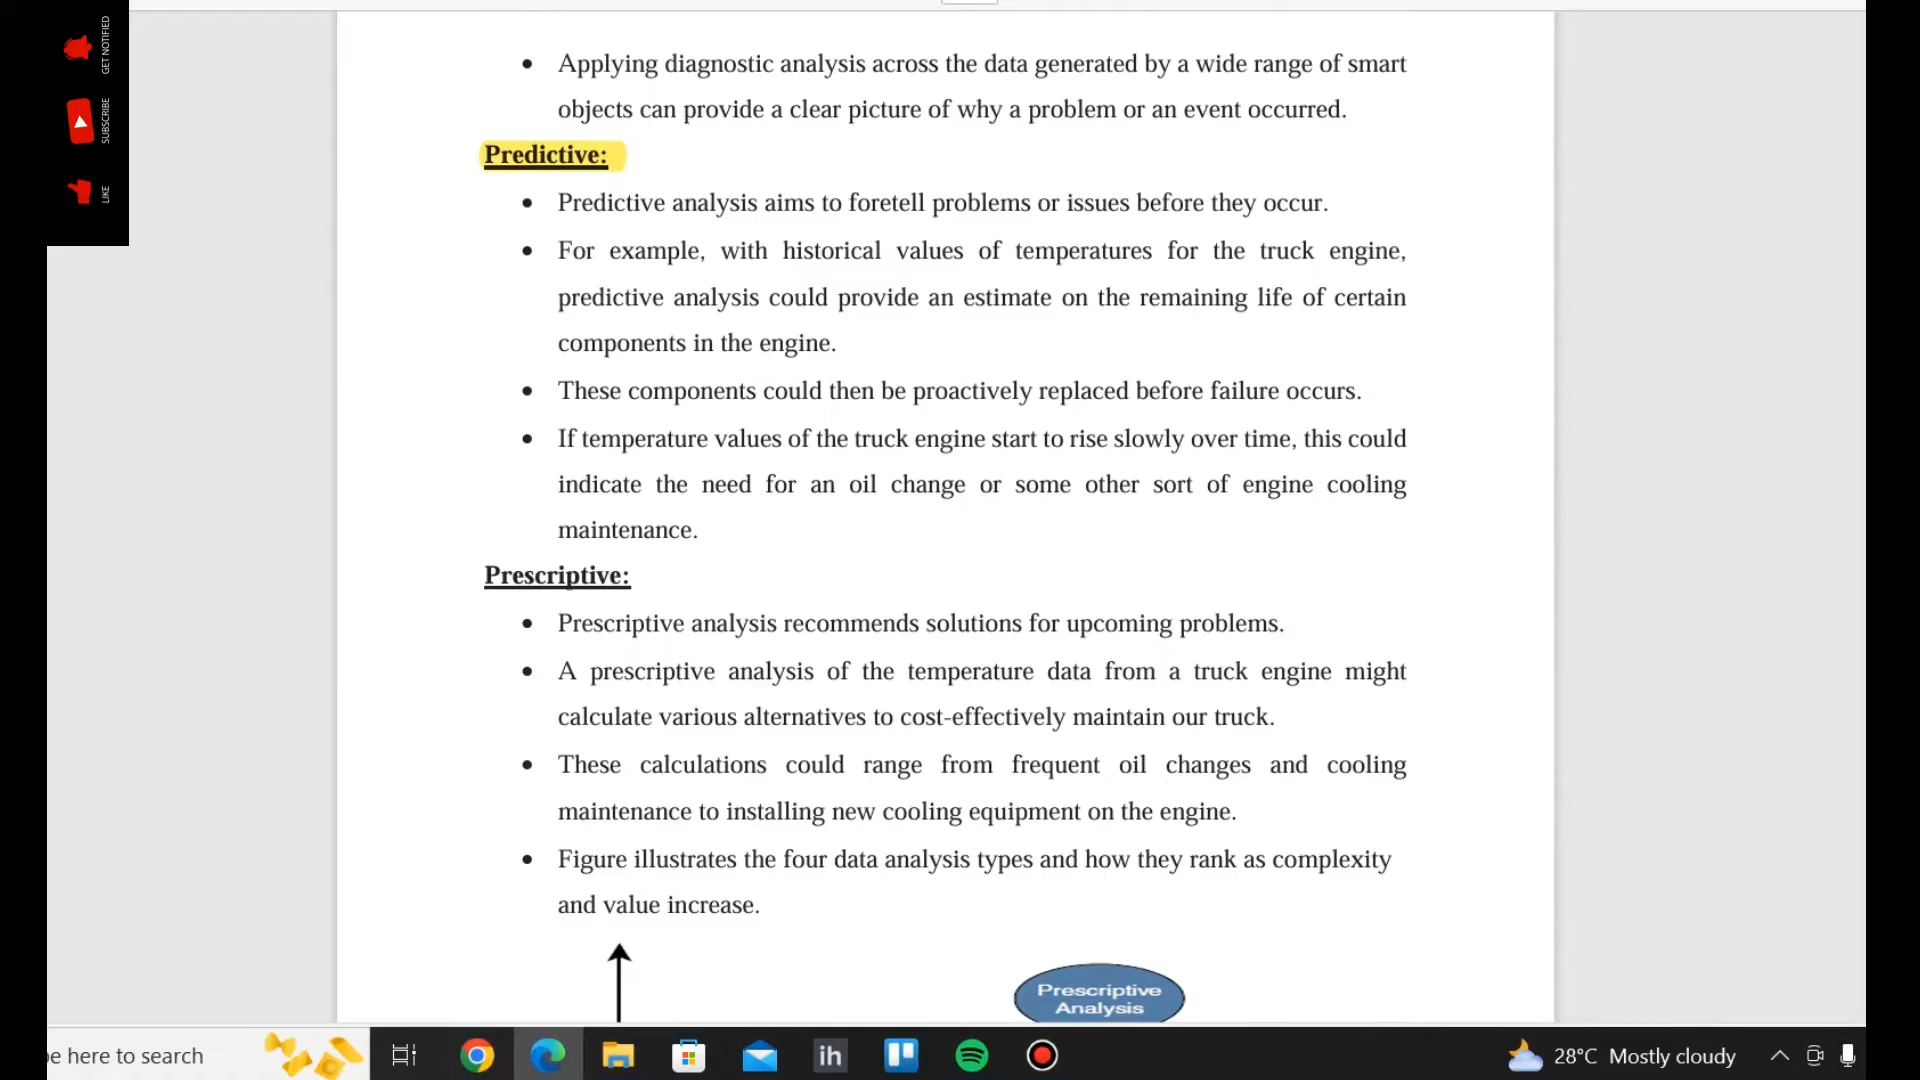 GET NOTIFIED
SUBSCRIBE
LIKE
• Applying diagnostic analysis across the data generated by a wide range of smart
objects can provide a clear picture of why a problem or an event occurred.
Predictive:
• Predictive analysis aims to foretell problems or issues before they occur.
• For example, with historical values of temperatures for the truck engine,
predictive analysis could provide an estimate on the remaining life of certain
components in the engine.
• These components could then be proactively replaced before failure occurs.
• If temperature values of the truck engine start to rise slowly over time, this could
indicate the need for an oil change or some other sort of engine cooling
maintenance.
Prescriptive:
• Prescriptive analysis recommends solutions for upcoming problems.
• A prescriptive analysis of the temperature data from a truck engine might
calculate various alternatives to cost-effectively maintain our truck.
• These calculations could range from frequent oil changes and cooling
maintenance to installing new cooling equipment on the engine.
• Figure illustrates the four data analysis types and how they rank as complexity
and value increase.
Prescriptive
Analysis
be here to search
ih
28°C Mostly cloudy